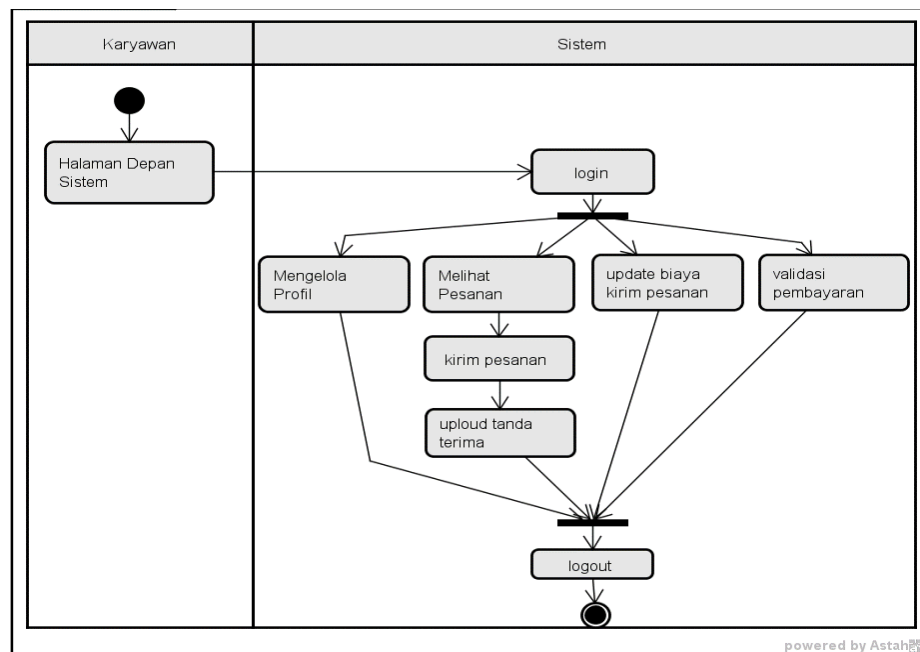 Karyawan
Sistem
Halaman Depan
Sistem
login
Mengelola
Profil
Melihat
Pesanan
update biaya
kirim pesanan
validasi
pembayaran
kirim pesanan
uploud tanda
terima
logout
powered by Astah